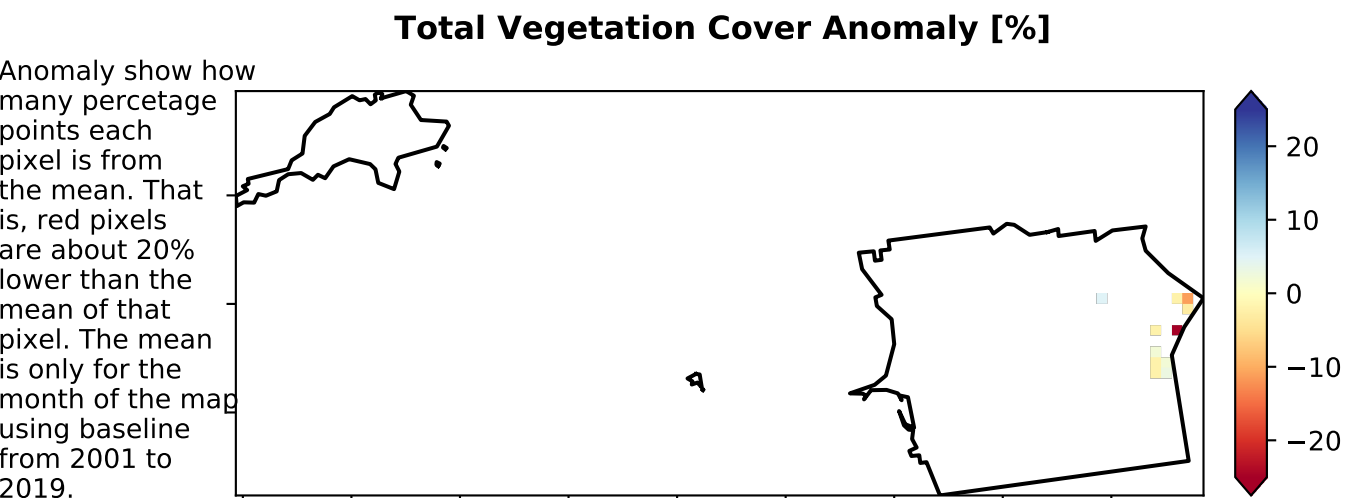 Total Vegetation Cover Anomaly [%]
Anomaly show how
many percetage
points each
pixel is from
the mean. That
is, red pixels
are about 20%
lower than the
mean of that
pixel. The mean
is only for the
month of the map
using baseline
from 2001 to
2019.
20
10
0
−10
−20